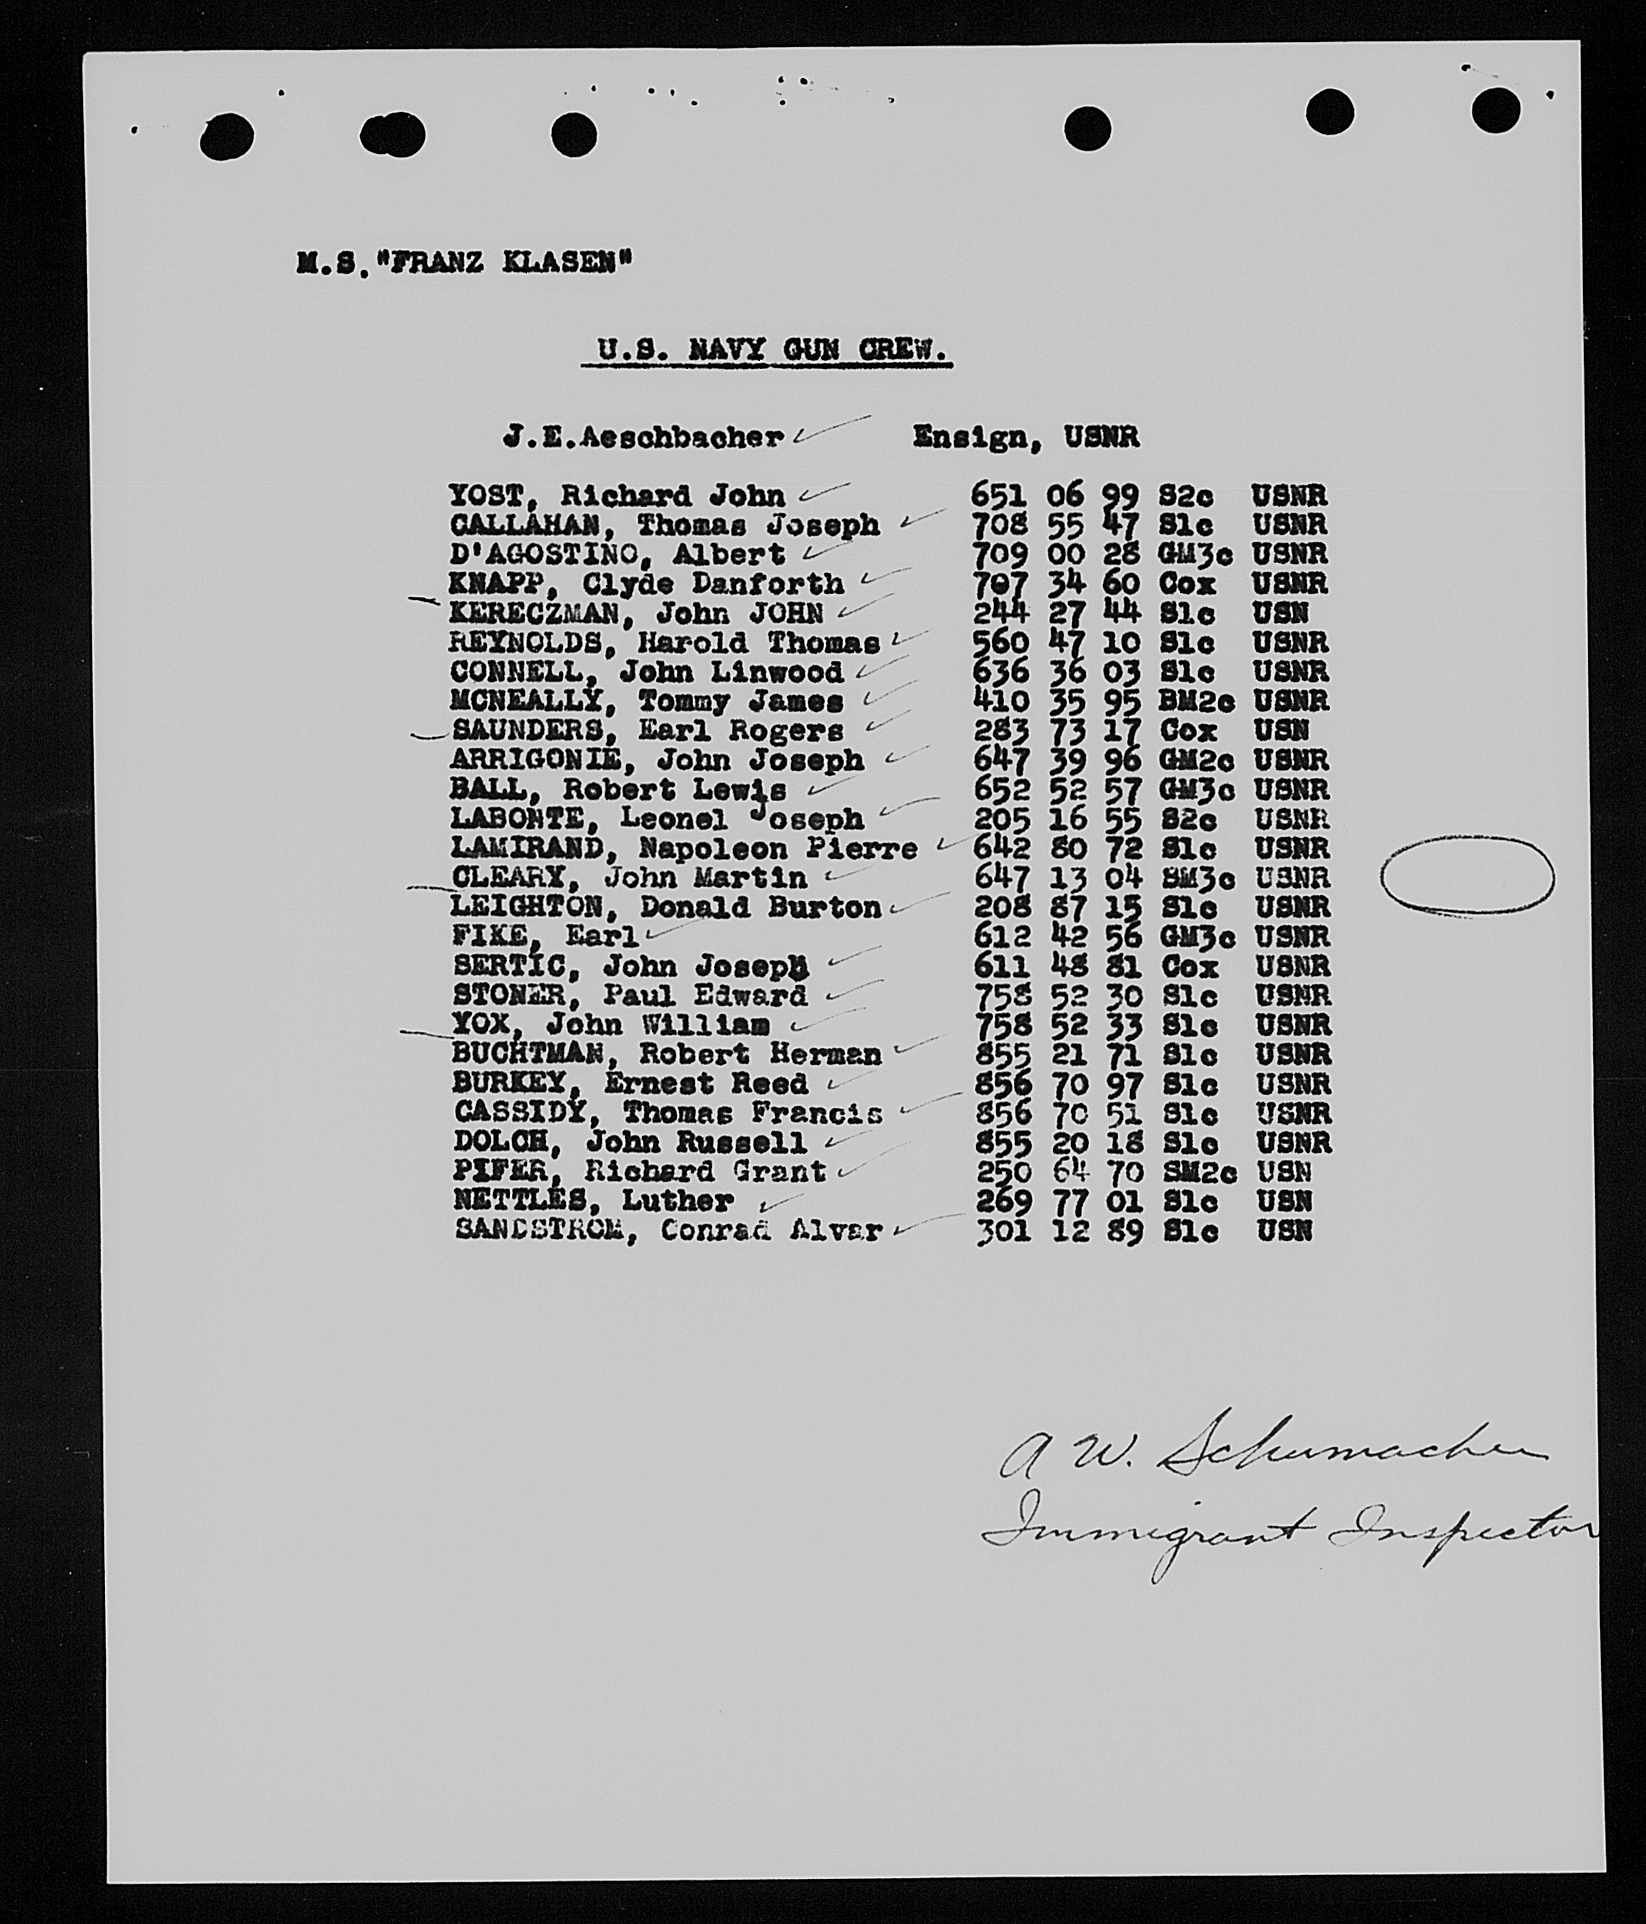 M.S."FRANZ KLASEN"
U.S. NAVY GUN CREW.
J.E.Aeschbacher Ensign, USNR
YOST, Richard John 651 06 99 S2c USNR
CALLAHAN, Thomas Joseph 708 55 47 S1c USNR
D'AGOSTINO, Albert 709 00 28 GM3c USNR
KNAPP, Clyde Danforth 707 34 60 Cox USNR
KERECZMAN, John JOHN 244 27 44 S1c USN
REYNOLDS, Harold Thomas 560 47 10 S1c USNR
CONNELL, John Linwood 636 36 03 S1c USNR
MCNEALLY, Tommy James 410 35 95 BM2c USNR
SAUNDERS, Earl Rogers 283 73 17 Cox USN
ARRIGONIE, John Joseph 647 39 96 GM2c USNR
BALL, Robert Lewis 652 52 57 GM3c USNR
LABONTE, Leonel Joseph 205 16 55 S2c USNR
LAMIRAND, Napoleon Pierre 642 80 72 S1c USNR
CLEARY, John Martin 647 13 04 SM3c USNR
LEIGHTON, Donald Burton 208 87 15 S1c USNR
FIKE, Earl 612 42 56 GM3c USNR
SERTIC, John Joseph 611 48 81 Cox USNR
STONER, Paul Edward 758 52 30 S1c USNR
YOX, John William 758 52 33 S1c USNR
BUCHTMAN, Robert Herman 855 21 71 S1c USNR
BURKEY, Ernest Reed 856 70 97 S1c USNR
CASSIDY, Thomas Francis 856 70 51 S1c USNR
DOLCH, John Russell 855 20 18 S1c USNR
PIFER, Richard Grant 250 64 70 SM2c USN
NETTLES, Luther 269 77 01 S1c USN
SANDSTROM, Conrad Alvar 301 12 89 S1c USN
A W. Schumacher
Immigrant Inspector